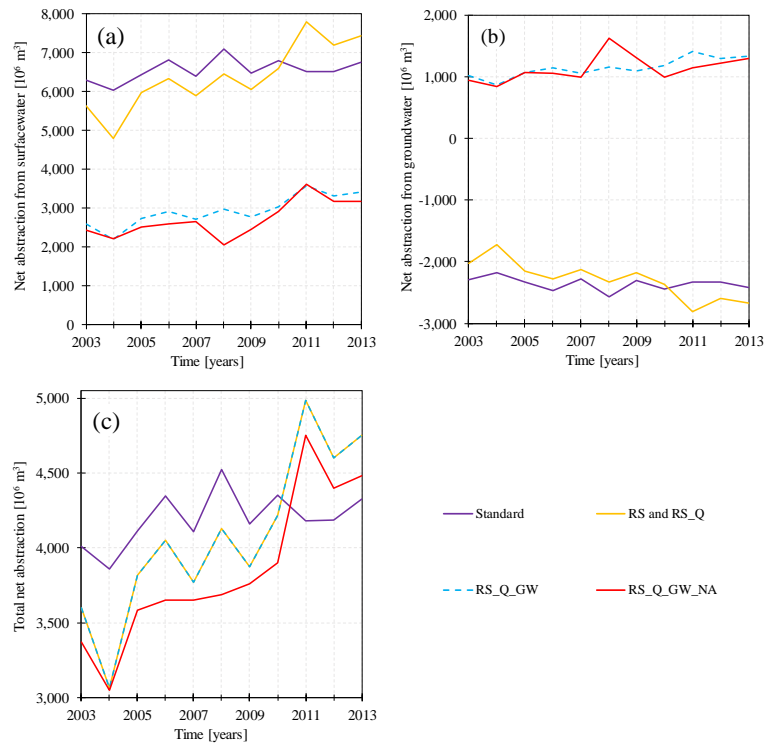 (a)
Net abstraction from surfacewater [10⁶ m³]
8,000
7,000
6,000
5,000
4,000
3,000
2,000
1,000
0
2003 2005 2007 2009 2011 2013
Time [years]
(b)
Net abstraction from groundwater [10⁶ m³]
2,000
1,000
0
-1,000
-2,000
-3,000
2003 2005 2007 2009 2011 2013
Time [years]
(c)
Total net abstraction [10⁶ m³]
5,000
4,500
4,000
3,500
3,000
2003 2005 2007 2009 2011 2013
Time [years]
Standard
RS and RS_Q
RS_Q_GW
RS_Q_GW_NA